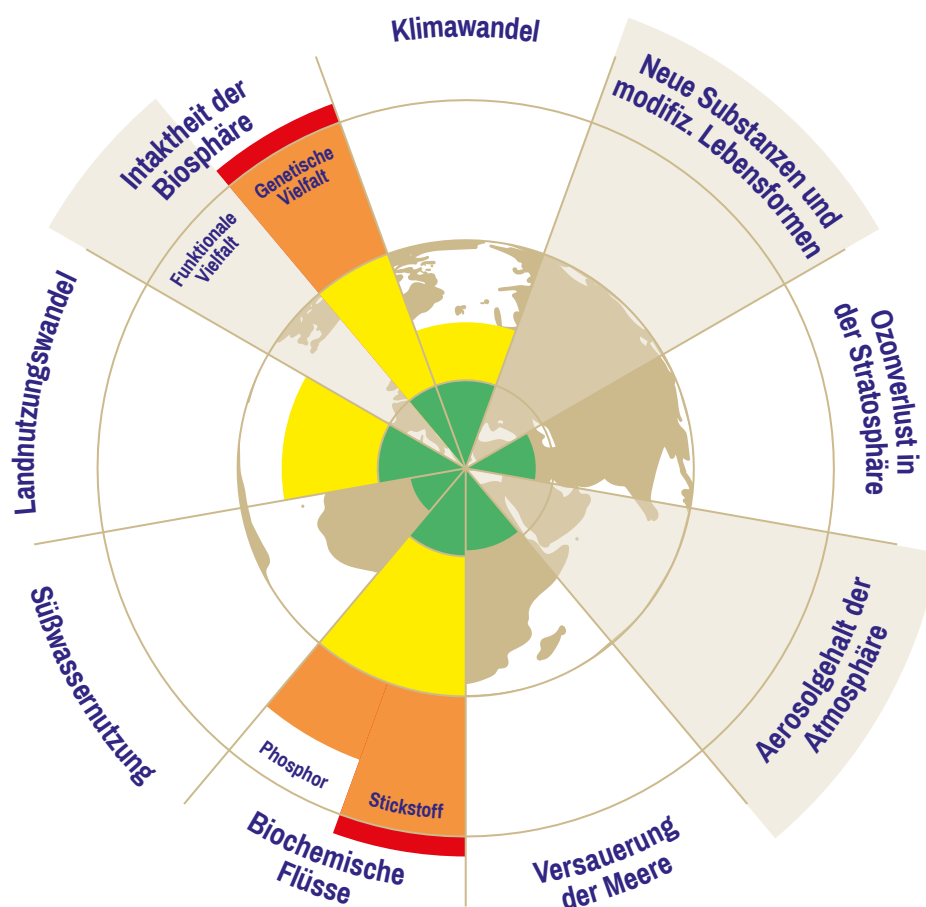 Klimawandel
Neue Substanzen und
modifiz. Lebensformen
Ozonverlust in
der Stratosphäre
Aerosolgehalt der
Atmosphäre
Versauerung
der Meere
Biochemische
Flüsse
Stickstoff
Phosphor
Süßwassernutzung
Landnutzungswandel
Intaktheit der
Biosphäre
Funktionale
Vielfalt
Genetische
Vielfalt